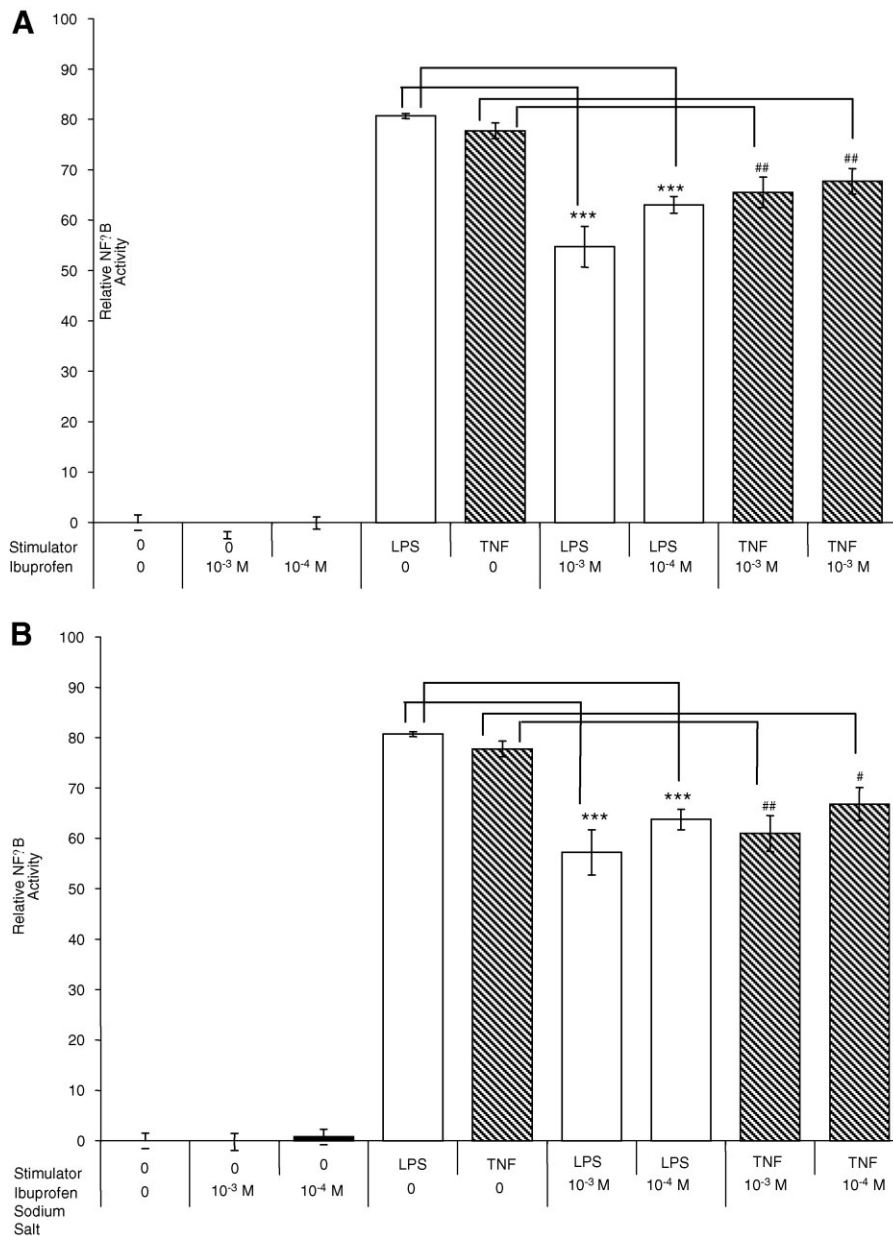 A
100
90
80
70
60
50
40
30
20
10
0
Relative NF?B
Activity
***
***
##
##
Stimulator 0 0 LPS TNF LPS LPS TNF TNF
Ibuprofen 0 10⁻³ M 10⁻⁴ M 0 0 10⁻³ M 10⁻⁴ M 10⁻³ M 10⁻³ M
B
100
90
80
70
60
50
40
30
20
10
0
Relative NF?B
Activity
***
***
##
#
Stimulator 0 0 0 LPS TNF LPS LPS TNF TNF
Ibuprofen 0 10⁻³ M 10⁻⁴ M 0 0 10⁻³ M 10⁻⁴ M 10⁻³ M 10⁻⁴ M
Sodium
Salt